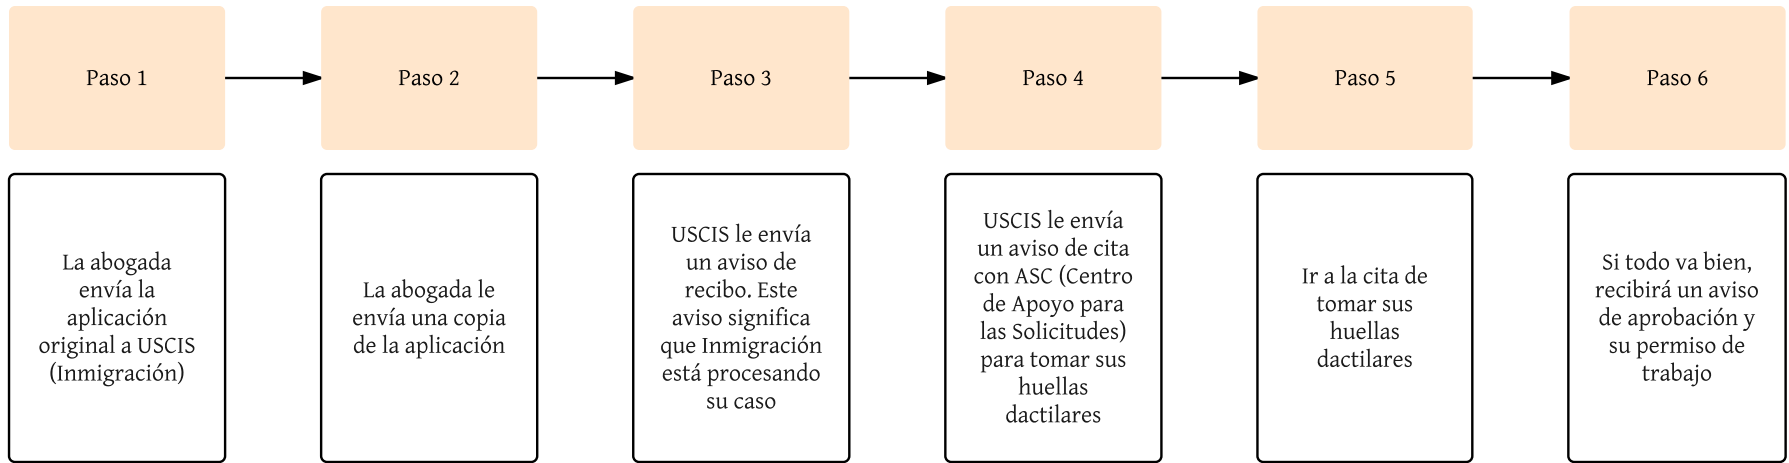 Paso 1
Paso 2
Paso 3
Paso 4
Paso 5
Paso 6
La abogada
envía la
aplicación
original a USCIS
(Inmigración)
La abogada le
envía una copia
de la aplicación
USCIS le envía
un aviso de
recibo. Este
aviso significa
que Inmigración
está procesando
su caso
USCIS le envía
un aviso de cita
con ASC (Centro
de Apoyo para
las Solicitudes)
para tomar sus
huellas
dactilares
Ir a la cita de
tomar sus
huellas
dactilares
Si todo va bien,
recibirá un aviso
de aprobación y
su permiso de
trabajo